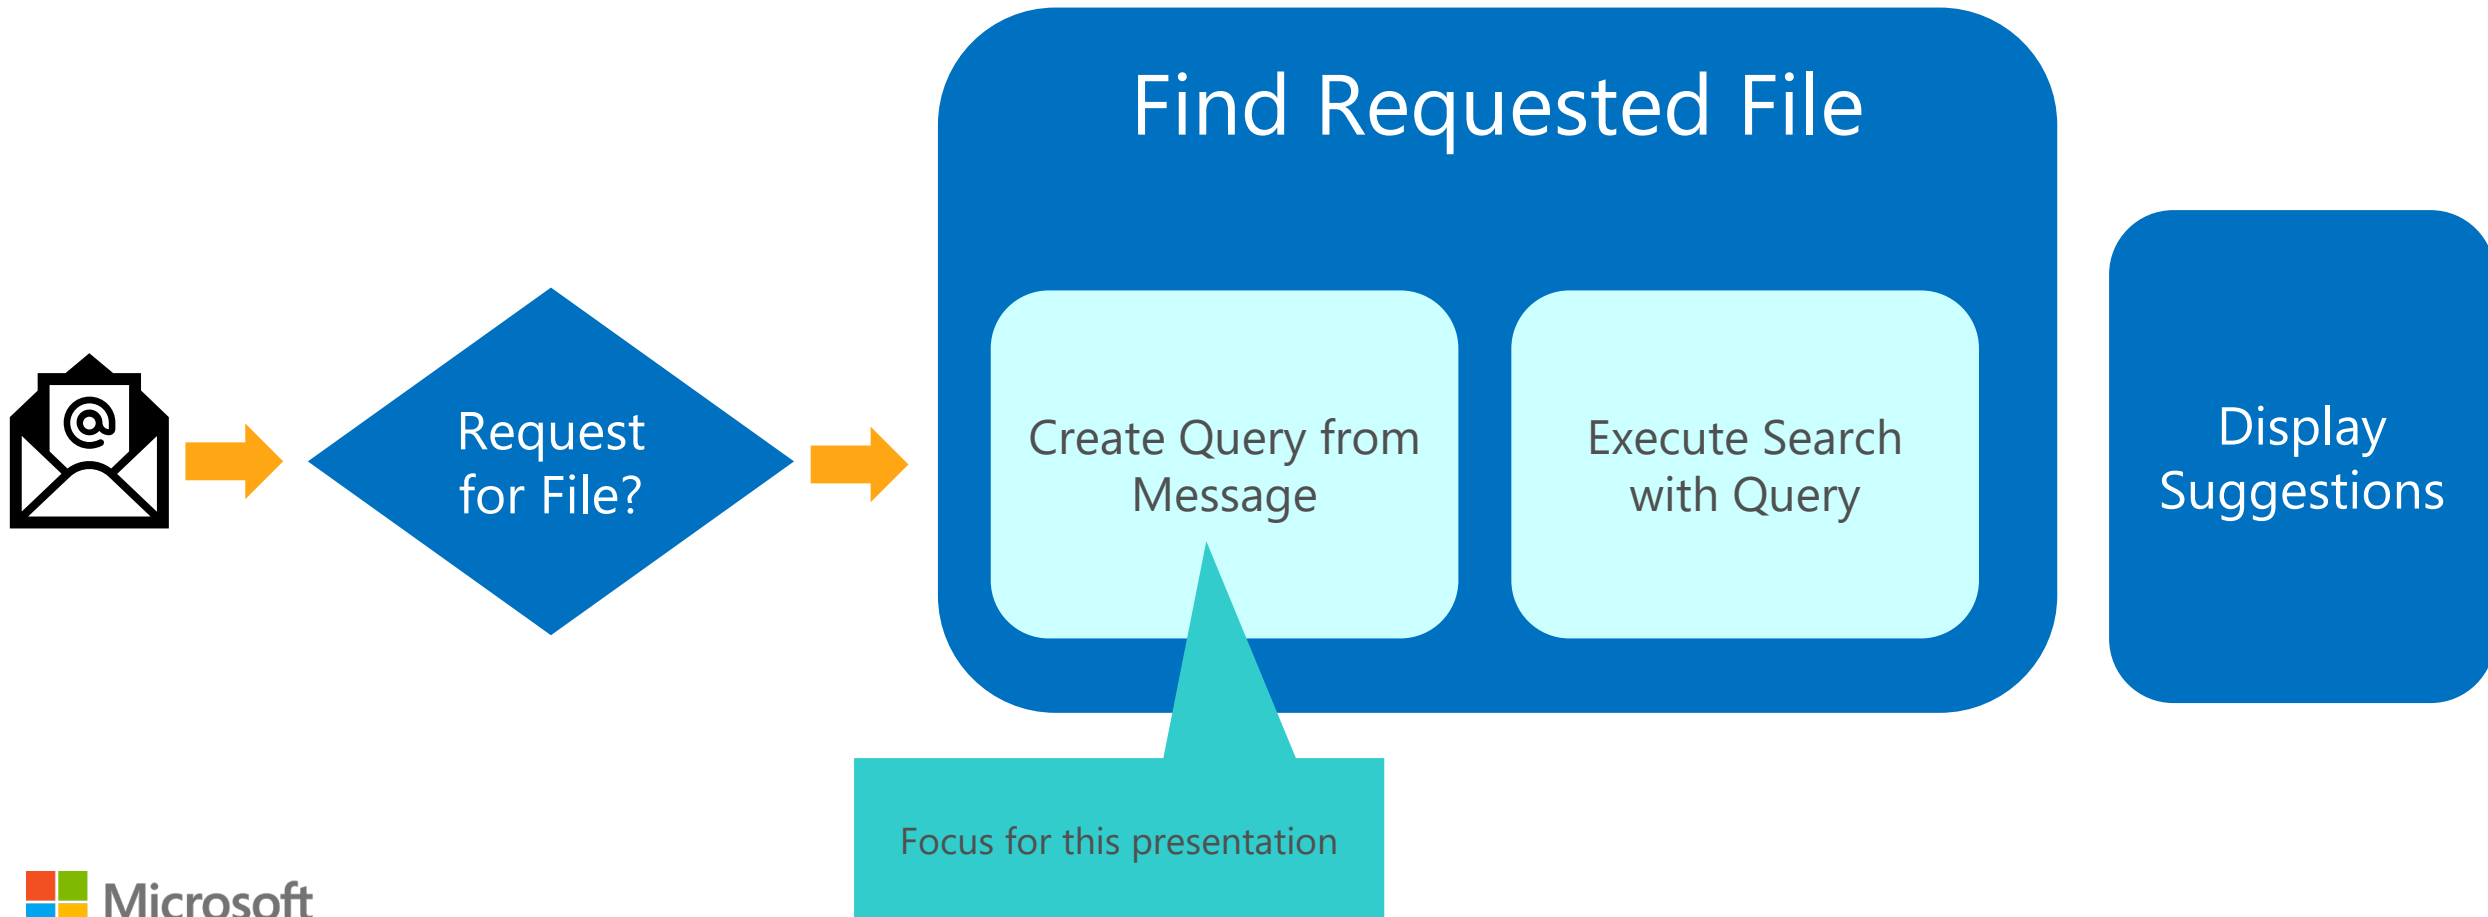 Find Requested File
Request
for File?
Create Query from
Message
Execute Search
with Query
Display
Suggestions
Focus for this presentation
Microsoft